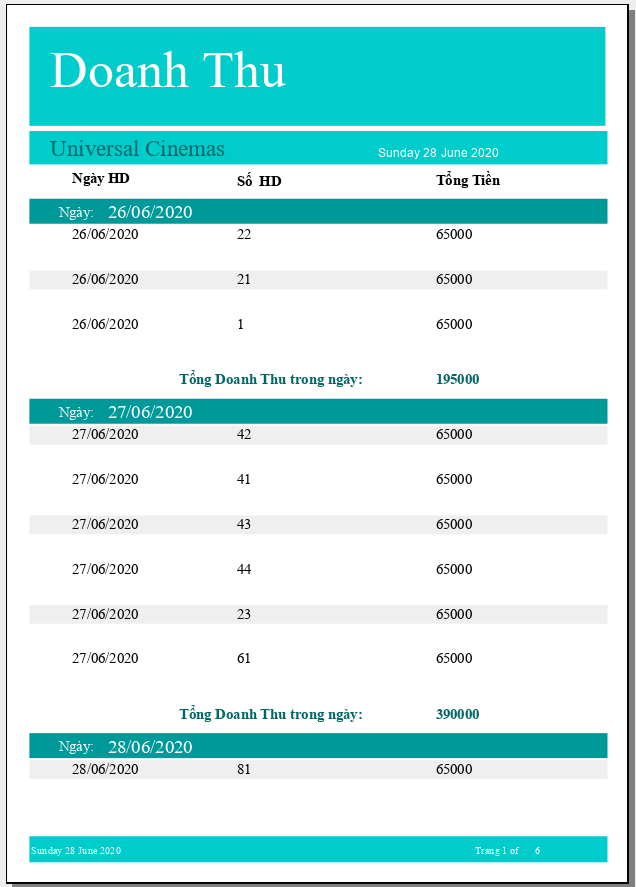 Doanh Thu
Universal Cinemas Sunday 28 June 2020
Ngày HD Số HD Tổng Tiền
Ngày: 26/06/2020
26/06/2020 22 65000
26/06/2020 21 65000
26/06/2020 1 65000
Tổng Doanh Thu trong ngày: 195000
Ngày: 27/06/2020
27/06/2020 42 65000
27/06/2020 41 65000
27/06/2020 43 65000
27/06/2020 44 65000
27/06/2020 23 65000
27/06/2020 61 65000
Tổng Doanh Thu trong ngày: 390000
Ngày: 28/06/2020
28/06/2020 81 65000
Sunday 28 June 2020 Trang 1 of 6